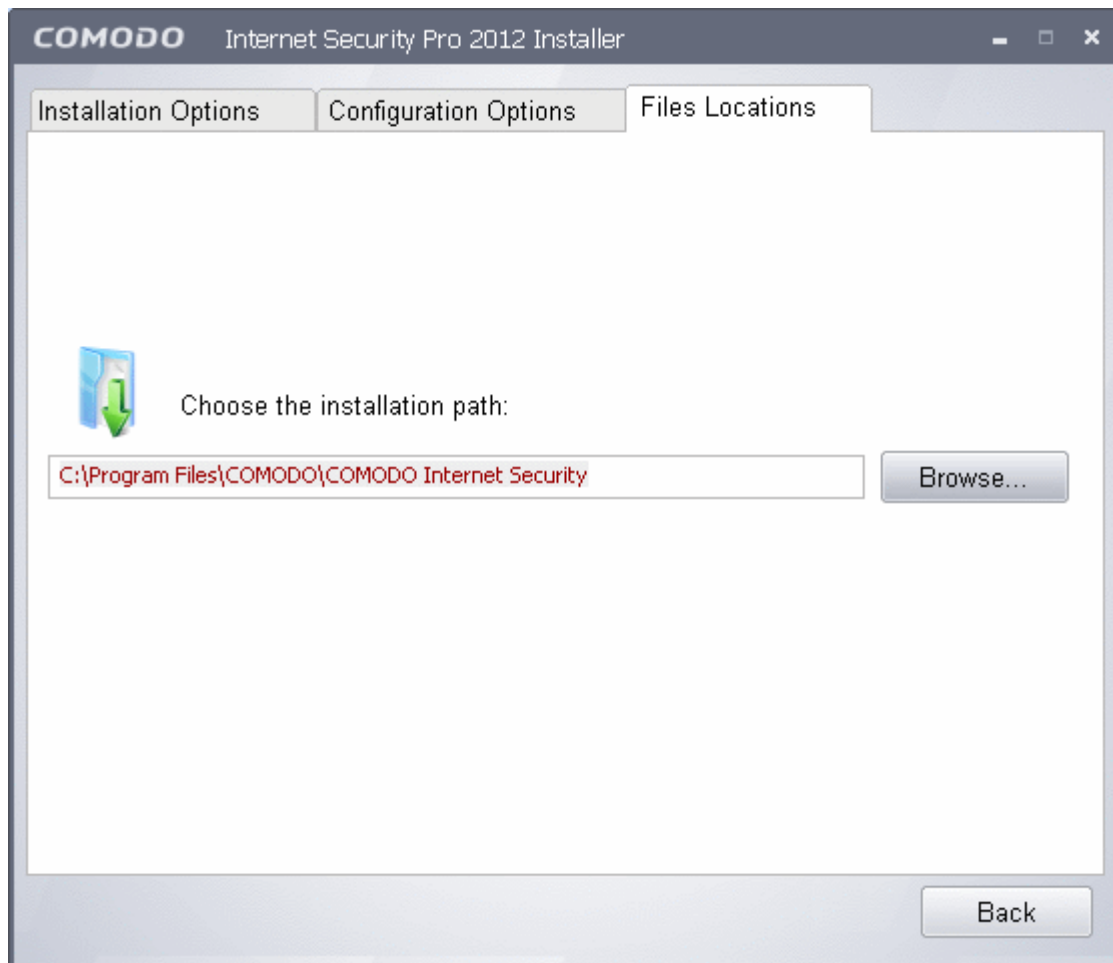 COMODO Internet Security Pro 2012 Installer
Installation Options Configuration Options Files Locations
Choose the installation path:
C:\Program Files\COMODO\COMODO Internet Security Browse...
Back